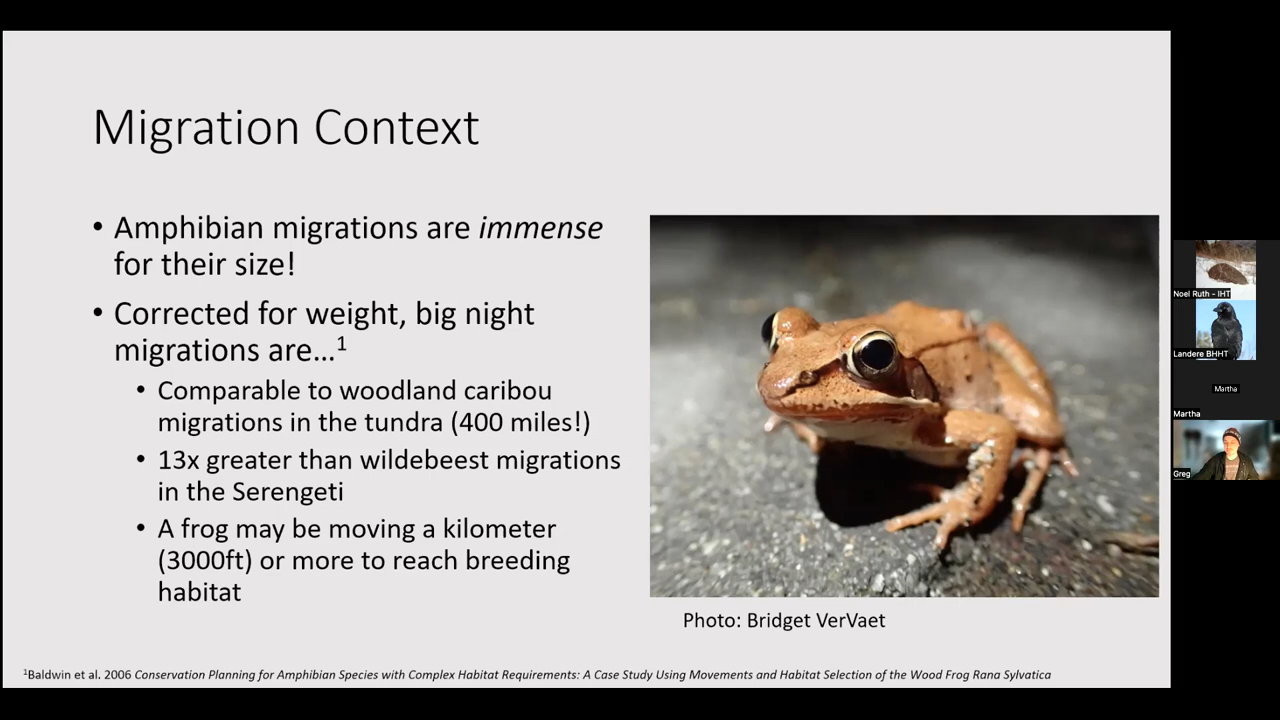 Migration Context
• Amphibian migrations are immense
for their size!
• Corrected for weight, big night
migrations are…¹
• Comparable to woodland caribou
migrations in the tundra (400 miles!)
• 13x greater than wildebeest migrations
in the Serengeti
• A frog may be moving a kilometer
(3000ft) or more to reach breeding
habitat
Photo: Bridget VerVaet
¹Baldwin et al. 2006 Conservation Planning for Amphibian Species with Complex Habitat Requirements: A Case Study Using Movements and Habitat Selection of the Wood Frog Rana Sylvatica
Noel Ruth - IHT
Landere BHHT
Martha
Martha
Greg